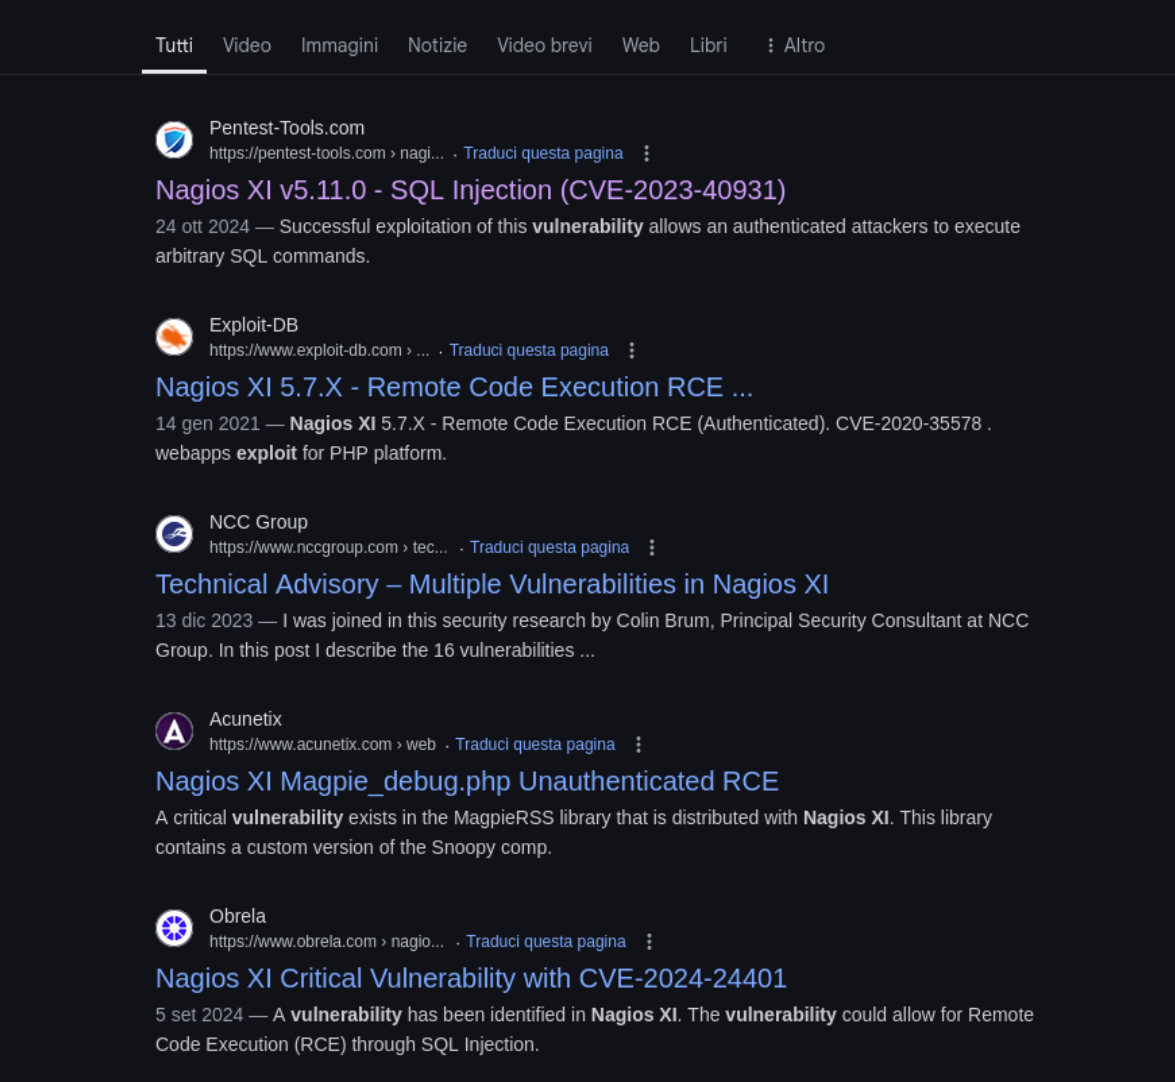 Tutti Video Immagini Notizie Video brevi Web Libri Altro
Pentest-Tools.com
https://pentest-tools.com › nagi... · Traduci questa pagina
Nagios XI v5.11.0 - SQL Injection (CVE-2023-40931)
24 ott 2024 — Successful exploitation of this vulnerability allows an authenticated attackers to execute
arbitrary SQL commands.
Exploit-DB
https://www.exploit-db.com › ... · Traduci questa pagina
Nagios XI 5.7.X - Remote Code Execution RCE ...
14 gen 2021 — Nagios XI 5.7.X - Remote Code Execution RCE (Authenticated). CVE-2020-35578 .
webapps exploit for PHP platform.
NCC Group
https://www.nccgroup.com › tec... · Traduci questa pagina
Technical Advisory – Multiple Vulnerabilities in Nagios XI
13 dic 2023 — I was joined in this security research by Colin Brum, Principal Security Consultant at NCC
Group. In this post I describe the 16 vulnerabilities ...
Acunetix
https://www.acunetix.com › web · Traduci questa pagina
Nagios XI Magpie_debug.php Unauthenticated RCE
A critical vulnerability exists in the MagpieRSS library that is distributed with Nagios XI. This library
contains a custom version of the Snoopy comp.
Obrela
https://www.obrela.com › nagio... · Traduci questa pagina
Nagios XI Critical Vulnerability with CVE-2024-24401
5 set 2024 — A vulnerability has been identified in Nagios XI. The vulnerability could allow for Remote
Code Execution (RCE) through SQL Injection.